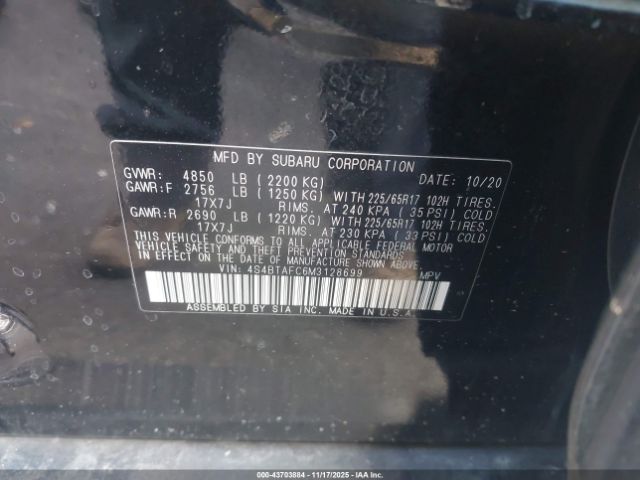 MFD BY SUBARU CORPORATION
GVWR: 4850 LB (2200 KG) DATE: 10/20
GAWR:F 2756 LB (1250 KG) WITH 225/65R17 102H TIRES.
17X7J RIMS. AT 240 KPA ( 35 PSI) COLD
GAWR:R 2690 LB (1220 KG) WITH 225/65R17 102H TIRES.
17X7J RIMS. AT 230 KPA ( 33 PSI) COLD
THIS VEHICLE CONFORMS TO ALL APPLICABLE FEDERAL MOTOR
VEHICLE SAFETY AND THEFT PREVENTION STANDARDS
IN EFFECT ON THE DATE OF MANUFACTURE SHOWN ABOVE.
VIN: 4S4BTAFC6M3128699 MPV
ASSEMBLED BY SIA INC. MADE IN U.S.A.
000-43703884 - 11/17/2025 - IAAI.COM